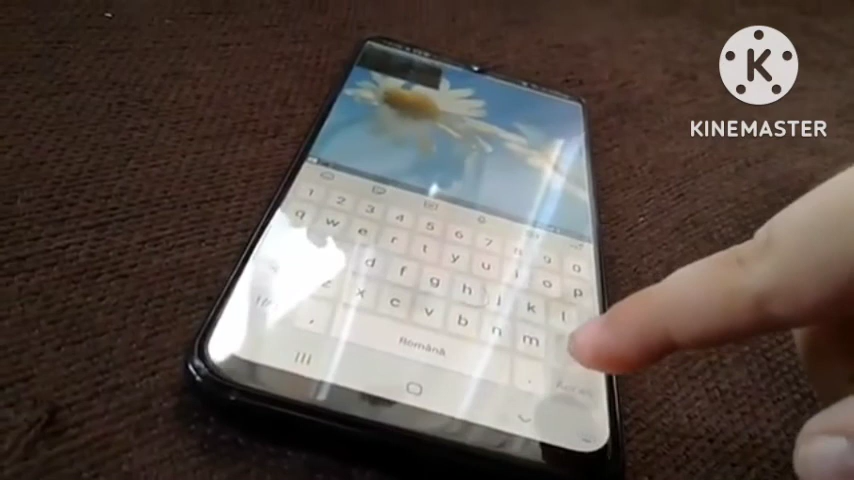 K
KINEMASTER
1 2 3 4 5 6 7 8 9 0
q w e r t y u i o p
d f g h j k l
z x c v b n m
, Română .